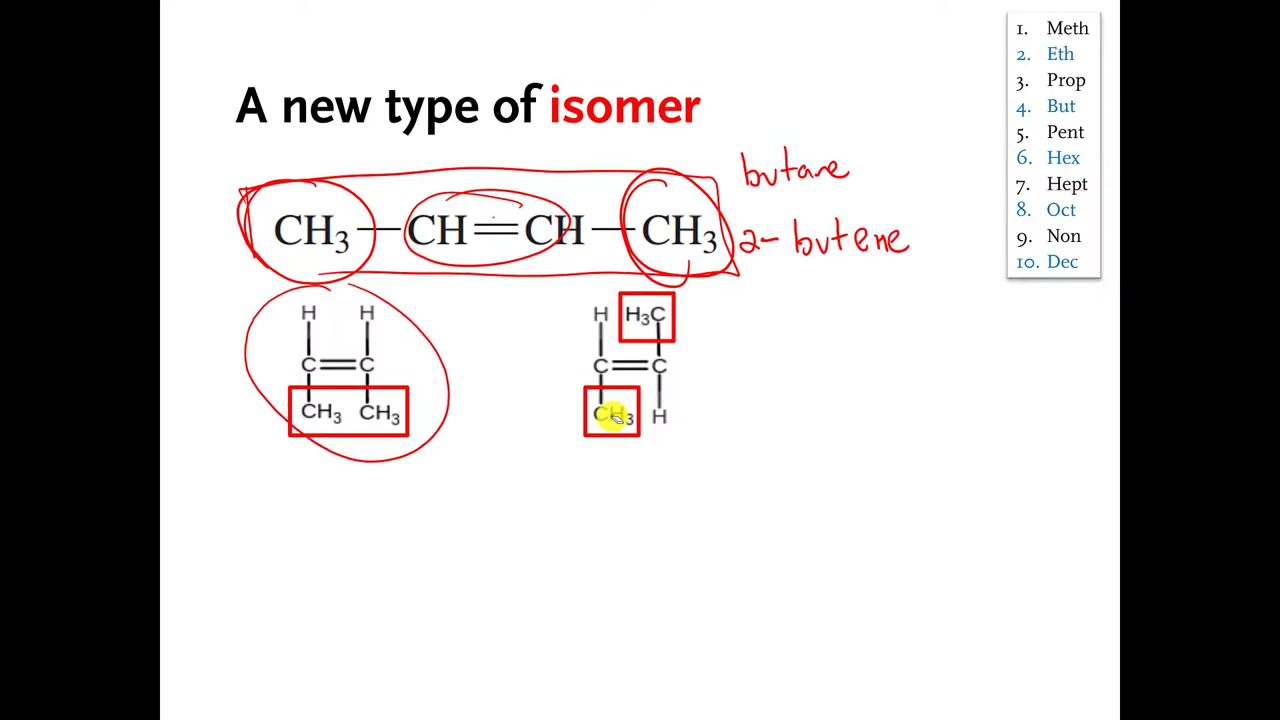 A new type of isomer
1. Meth
2. Eth
3. Prop
4. But
5. Pent
6. Hex
7. Hept
8. Oct
9. Non
10. Dec
butane
CH₃—CH=CH—CH₃
2-butene
H H
C=C
CH₃ CH₃
H H₃C
C=C
CH₃ H